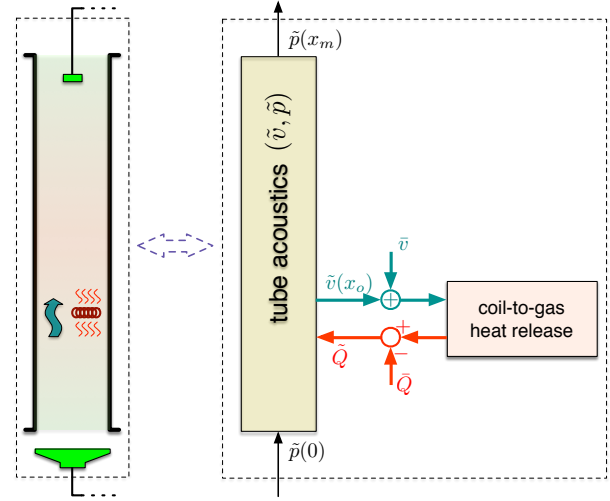 p̃(x_m)
tube acoustics (ṽ, p̃)
v̄
ṽ(x_o)
+
coil-to-gas
heat release
+
−
Q̃
Q̄
p̃(0)